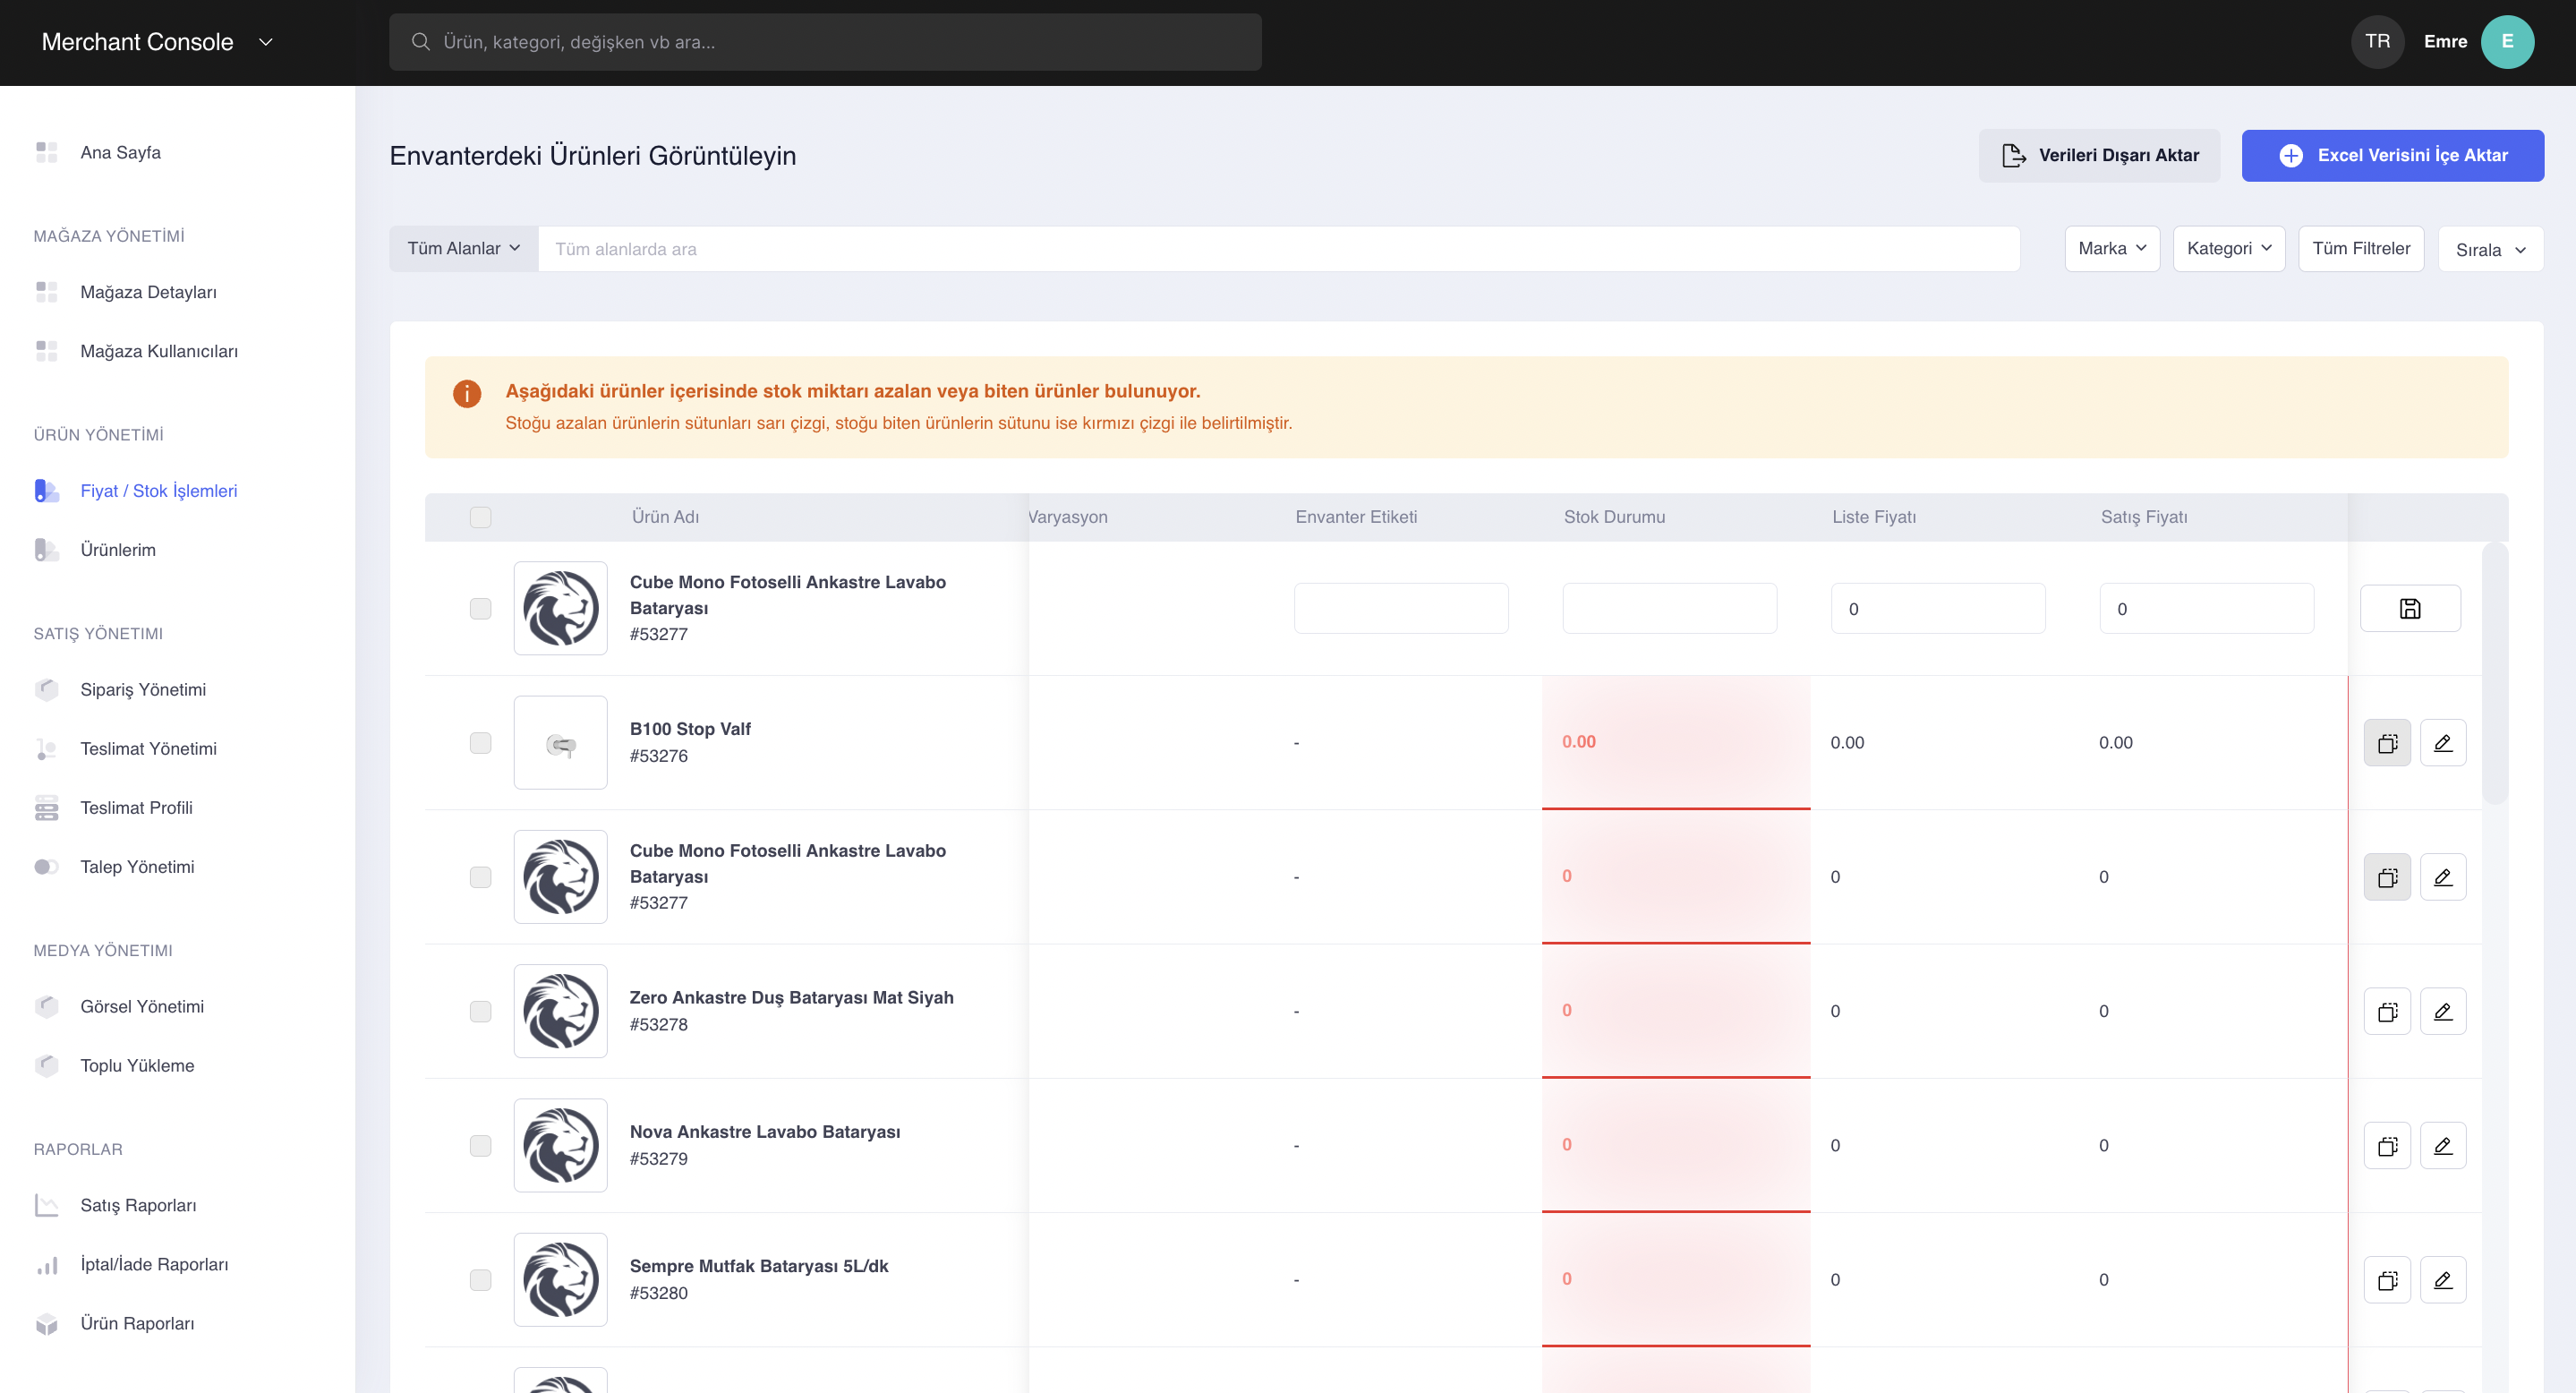 Merchant Console
Ürün, kategori, değişken vb ara...
TR
Emre
E
Ana Sayfa
MAĞAZA YÖNETİMİ
Mağaza Detayları
Mağaza Kullanıcıları
ÜRÜN YÖNETİMİ
Fiyat / Stok İşlemleri
Ürünlerim
SATIŞ YÖNETIMI
Sipariş Yönetimi
Teslimat Yönetimi
Teslimat Profili
Talep Yönetimi
MEDYA YÖNETIMI
Görsel Yönetimi
Toplu Yükleme
RAPORLAR
Satış Raporları
İptal/İade Raporları
Ürün Raporları
Envanterdeki Ürünleri Görüntüleyin
Verileri Dışarı Aktar
Excel Verisini İçe Aktar
Tüm Alanlar
Tüm alanlarda ara
Marka
Kategori
Tüm Filtreler
Sırala
Aşağıdaki ürünler içerisinde stok miktarı azalan veya biten ürünler bulunuyor.
Stoğu azalan ürünlerin sütunları sarı çizgi, stoğu biten ürünlerin sütunu ise kırmızı çizgi ile belirtilmiştir.
Ürün Adı Varyasyon Envanter Etiketi Stok Durumu Liste Fiyatı Satış Fiyatı
Cube Mono Fotoselli Ankastre Lavabo
Bataryası
#53277
0 0
B100 Stop Valf
#53276
- 0.00 0.00 0.00
Cube Mono Fotoselli Ankastre Lavabo
Bataryası
#53277
- 0 0 0
Zero Ankastre Duş Bataryası Mat Siyah
#53278
- 0 0 0
Nova Ankastre Lavabo Bataryası
#53279
- 0 0 0
Sempre Mutfak Bataryası 5L/dk
#53280
- 0 0 0